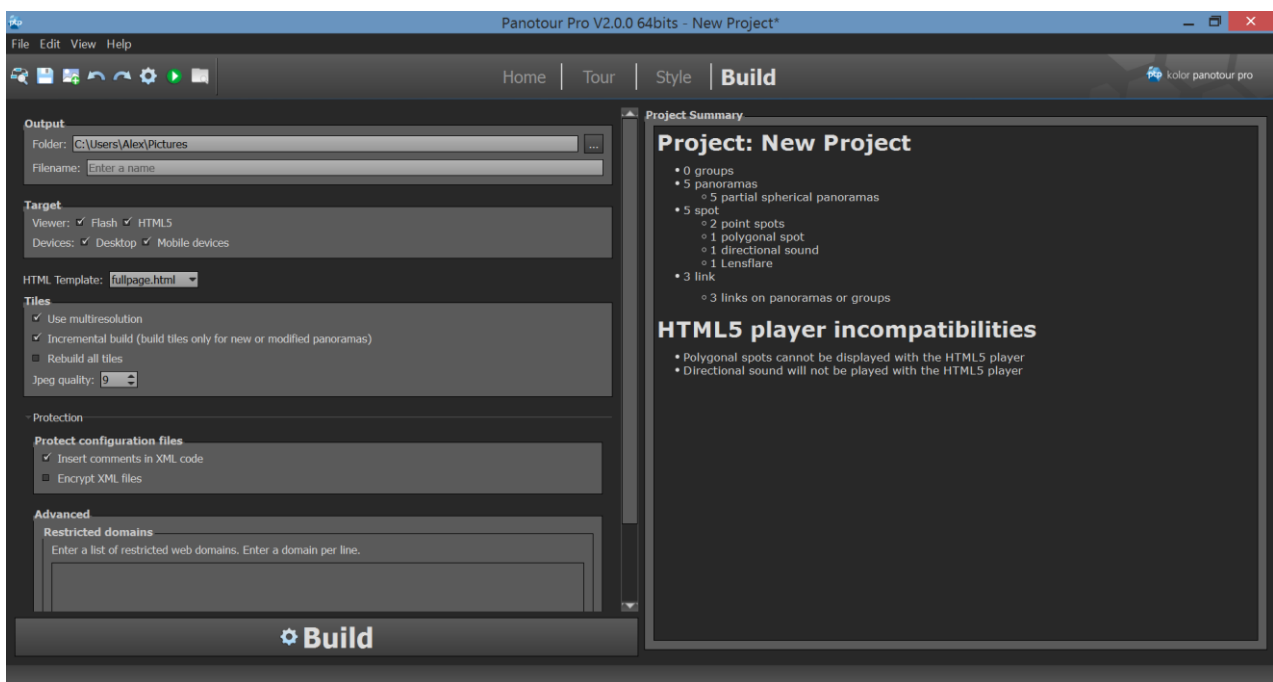 Panotour Pro V2.0.0 64bits - New Project*
File Edit View Help
Home Tour Style Build
kolor panotour pro
Output
Folder: C:\Users\Alex\Pictures ...
Filename: Enter a name
Target
Viewer: Flash HTML5
Devices: Desktop Mobile devices
HTML Template: fullpage.html
Tiles
Use multiresolution
Incremental build (build tiles only for new or modified panoramas)
Rebuild all tiles
Jpeg quality: 9
Protection
Protect configuration files
Insert comments in XML code
Encrypt XML files
Advanced
Restricted domains
Enter a list of restricted web domains. Enter a domain per line.
Build
Project Summary
Project: New Project
• 0 groups
• 5 panoramas
◦ 5 partial spherical panoramas
• 5 spot
◦ 2 point spots
◦ 1 polygonal spot
◦ 1 directional sound
◦ 1 Lensflare
• 3 link
◦ 3 links on panoramas or groups
HTML5 player incompatibilities
• Polygonal spots cannot be displayed with the HTML5 player
• Directional sound will not be played with the HTML5 player